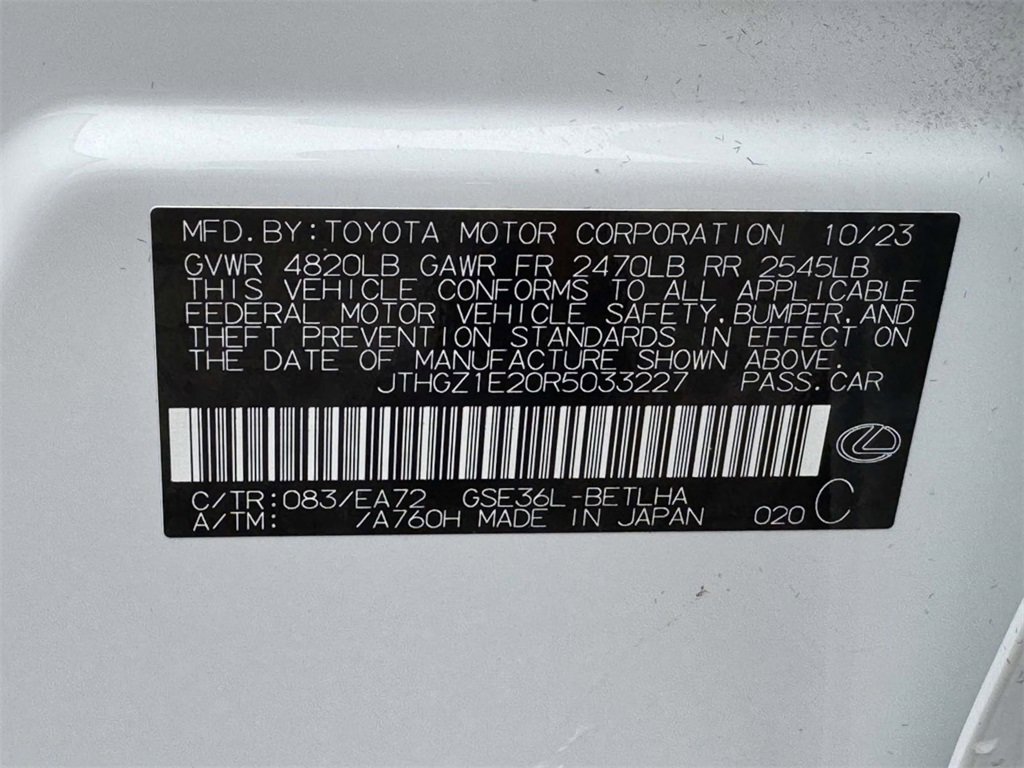 MFD.BY:TOYOTA MOTOR CORPORATION 10/23
GVWR 4820LB GAWR FR 2470LB RR 2545LB
THIS VEHICLE CONFORMS TO ALL APPLICABLE
FEDERAL MOTOR VEHICLE SAFETY,BUMPER,AND
THEFT PREVENTION STANDARDS IN EFFECT ON
THE DATE OF MANUFACTURE SHOWN ABOVE.
JTHGZ1E20R5033227 PASS.CAR
C/TR:083/EA72 GSE36L-BETLHA
A/TM: /A760H MADE IN JAPAN 020 C